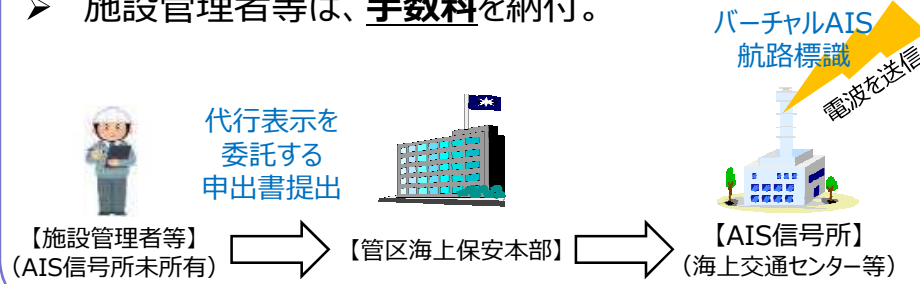 ➢ 施設管理者等は、手数料を納付。
バーチャルAIS
航路標識
電波を送信
代行表示を
委託する
申出書提出
【施設管理者等】
（AIS信号所未所有）
【管区海上保安本部】
【AIS信号所】
（海上交通センター等）